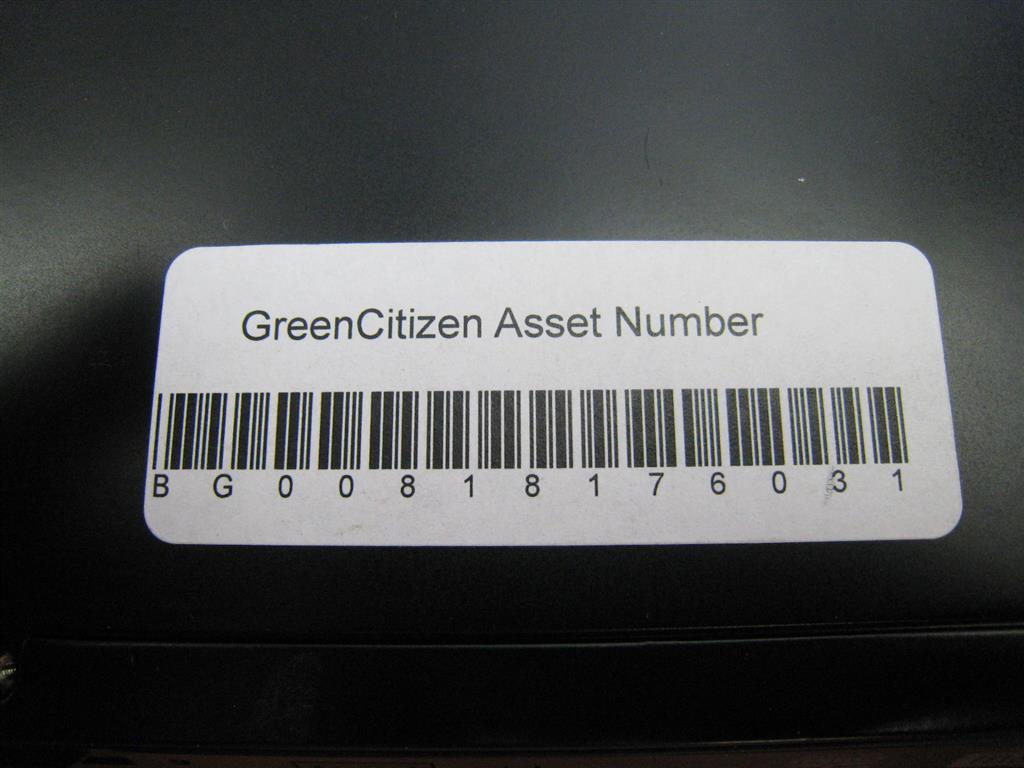 GreenCitizen Asset Number
B G 0 0 8 1 8 1 7 6 0 3 1